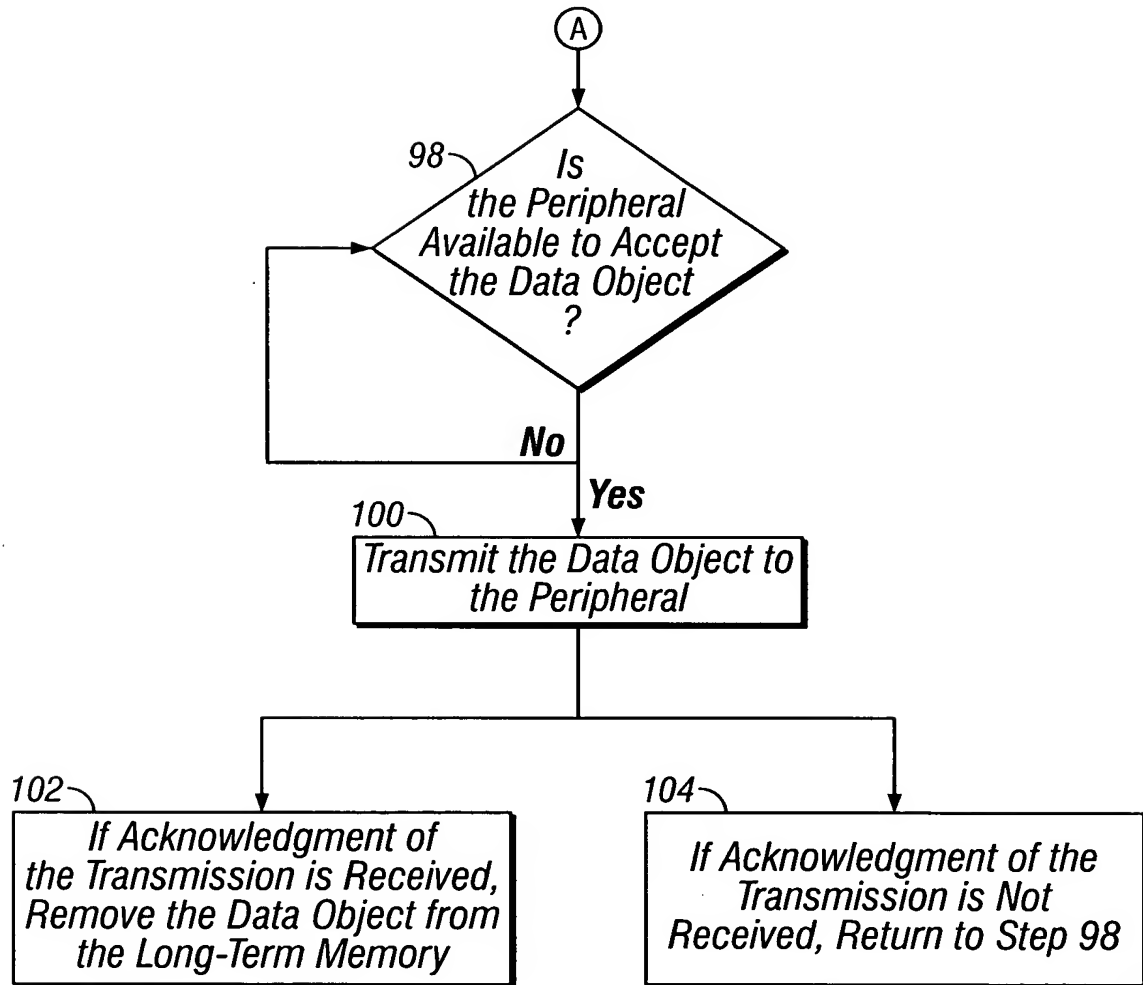 A
98
Is
the Peripheral
Available to Accept
the Data Object
?
No
Yes
100
Transmit the Data Object to
the Peripheral
102
If Acknowledgment of
the Transmission is Received,
Remove the Data Object from
the Long-Term Memory
104
If Acknowledgment of the
Transmission is Not
Received, Return to Step 98